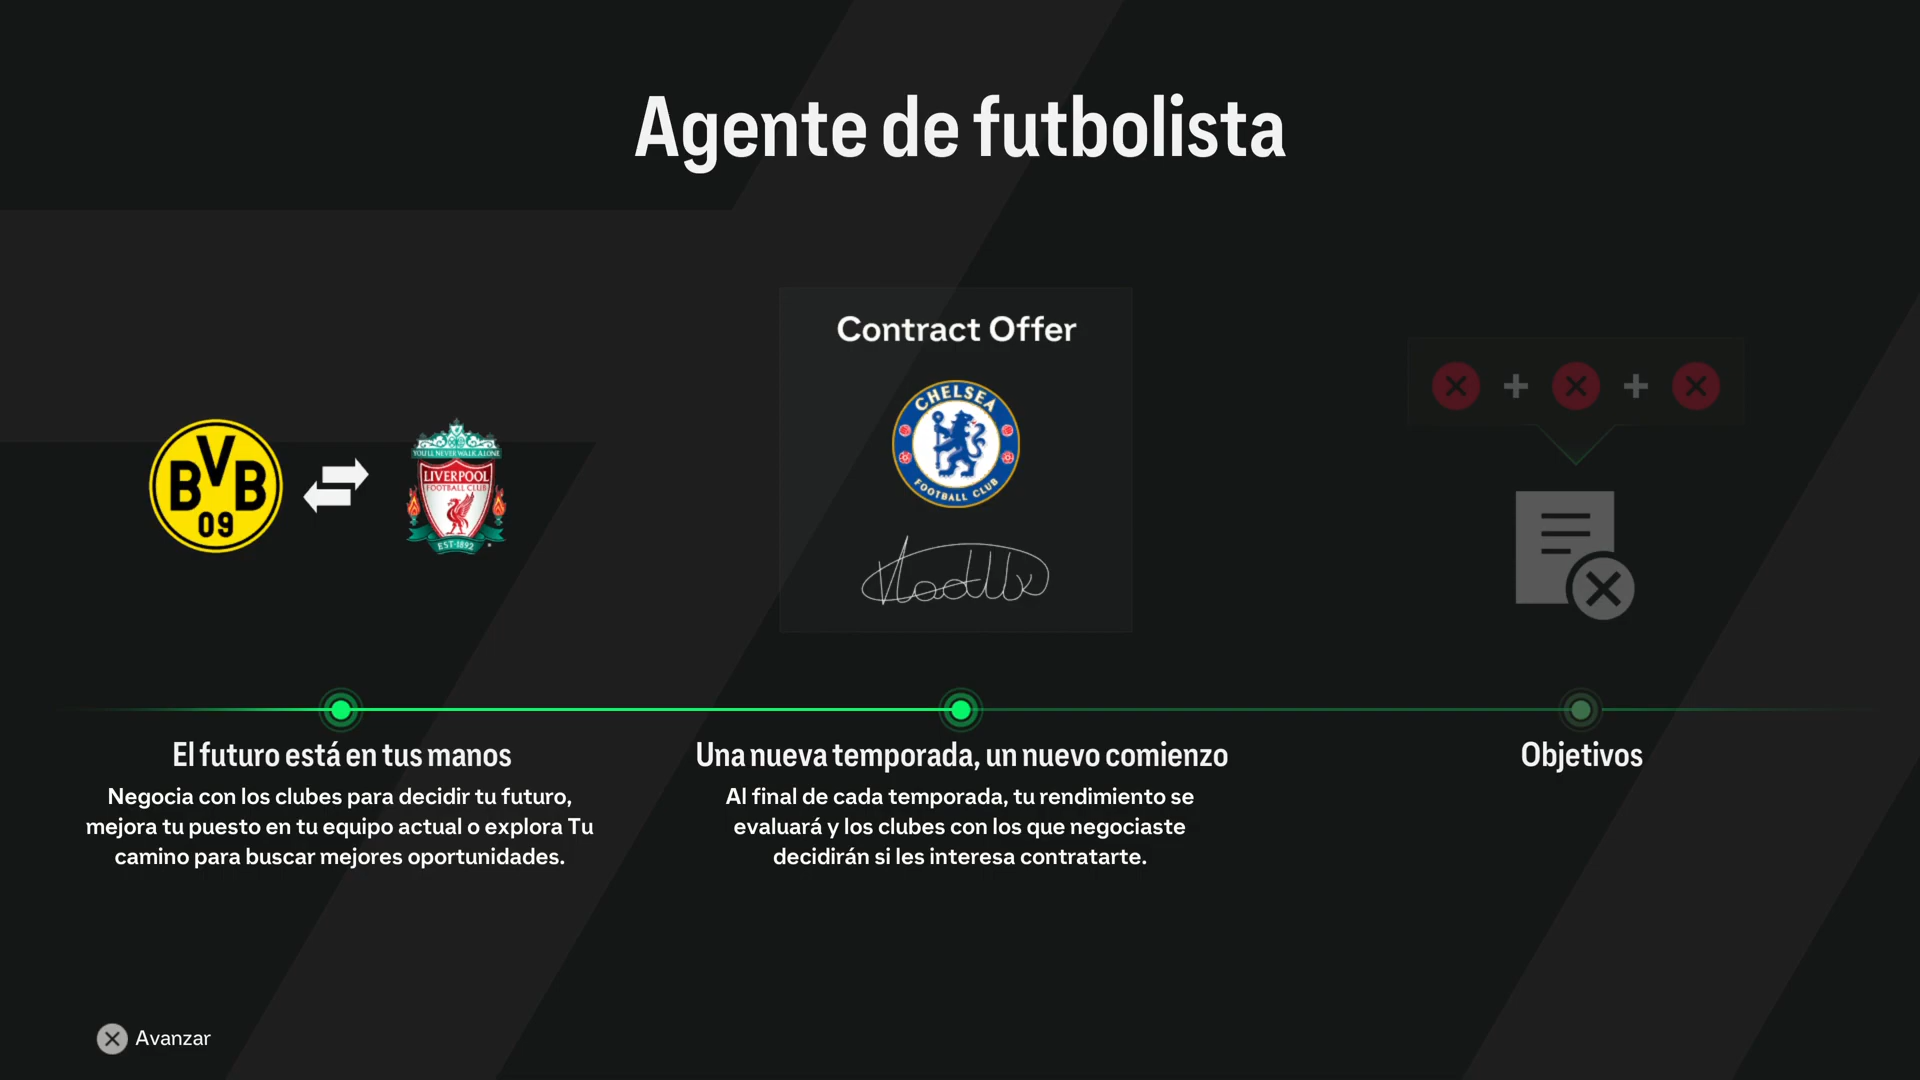 Agente de futbolista
Contract Offer
CHELSEA
FOOTBALL CLUB
BVB
09
YOU'LL NEVER WALK ALONE
LIVERPOOL
FOOTBALL CLUB
EST·1892
El futuro está en tus manos
Negocia con los clubes para decidir tu futuro,
mejora tu puesto en tu equipo actual o explora Tu
camino para buscar mejores oportunidades.
Una nueva temporada, un nuevo comienzo
Al final de cada temporada, tu rendimiento se
evaluará y los clubes con los que negociaste
decidirán si les interesa contratarte.
Objetivos
Avanzar